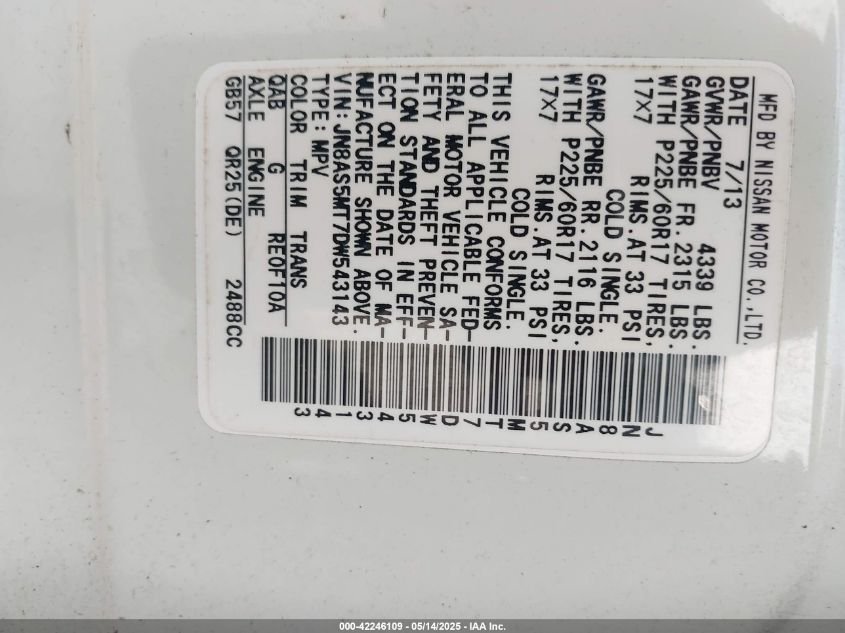 MFD BY NISSAN MOTOR CO.,LTD.
DATE 7/13
GVWR/PNBV 4339 LBS.
GAWR/PNBE FR.2315 LBS.
WITH P225/60R17 TIRES,
17X7 RIMS.AT 33 PSI
COLD SINGLE.
GAWR/PNBE RR.2116 LBS.
WITH P225/60R17 TIRES,
17X7 RIMS.AT 33 PSI
COLD SINGLE.
THIS VEHICLE CONFORMS
TO ALL APPLICABLE FED-
ERAL MOTOR VEHICLE SA-
FETY AND THEFT PREVEN-
TION STANDARDS IN EFF-
ECT ON THE DATE OF MA-
NUFACTURE SHOWN ABOVE.
VIN:JN8AS5MT7DW543143
TYPE:MPV
COLOR TRIM TRANS
QAB G RE0F10A
AXLE ENGINE
GB57 QR25(DE) 2488CC
JN8AS5MT7DW543143
000-42246109 - 05/14/2025 - IAA Inc.